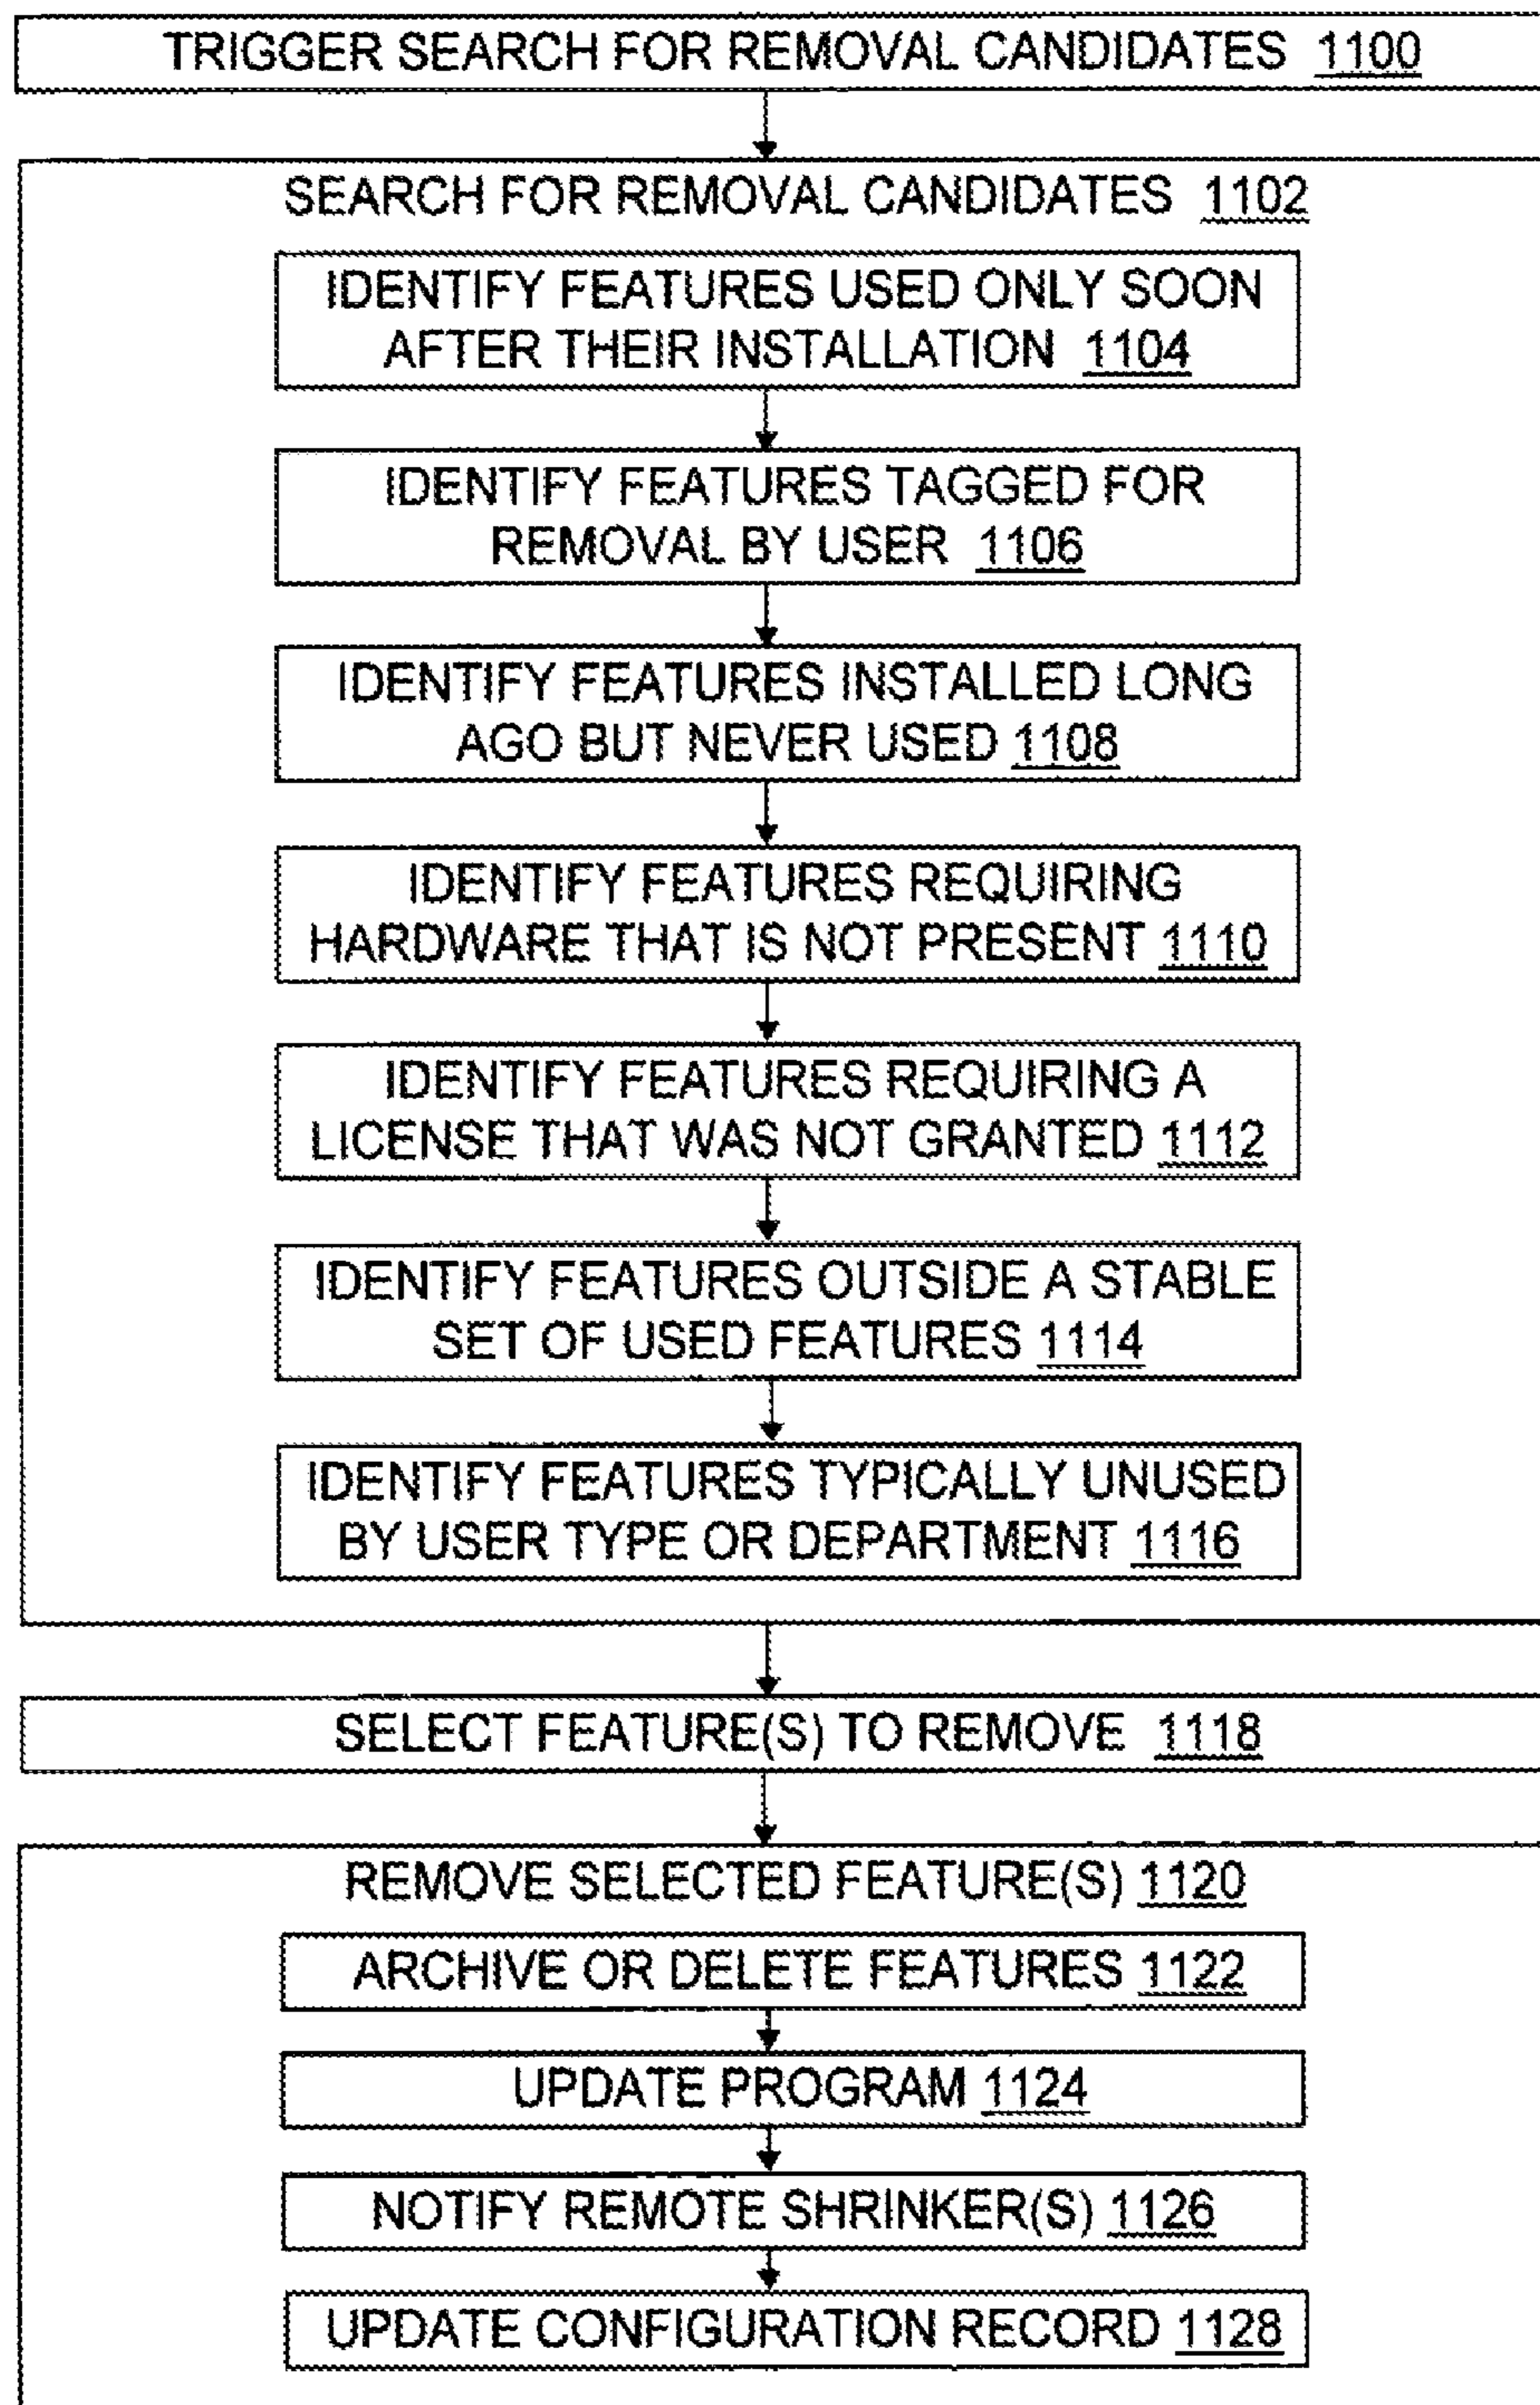 TRIGGER SEARCH FOR REMOVAL CANDIDATES 1100
SEARCH FOR REMOVAL CANDIDATES 1102
IDENTIFY FEATURES USED ONLY SOON
AFTER THEIR INSTALLATION 1104
IDENTIFY FEATURES TAGGED FOR
REMOVAL BY USER 1106
IDENTIFY FEATURES INSTALLED LONG
AGO BUT NEVER USED 1108
IDENTIFY FEATURES REQUIRING
HARDWARE THAT IS NOT PRESENT 1110
IDENTIFY FEATURES REQUIRING A
LICENSE THAT WAS NOT GRANTED 1112
IDENTIFY FEATURES OUTSIDE A STABLE
SET OF USED FEATURES 1114
IDENTIFY FEATURES TYPICALLY UNUSED
BY USER TYPE OR DEPARTMENT 1116
SELECT FEATURE(S) TO REMOVE 1118
REMOVE SELECTED FEATURE(S) 1120
ARCHIVE OR DELETE FEATURES 1122
UPDATE PROGRAM 1124
NOTIFY REMOTE SHRINKER(S) 1126
UPDATE CONFIGURATION RECORD 1128